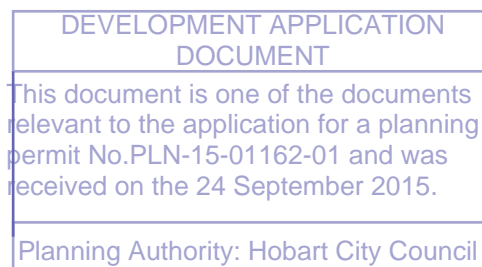 DEVELOPMENT APPLICATION
DOCUMENT
This document is one of the documents
relevant to the application for a planning
permit No.PLN-15-01162-01 and was
received on the 24 September 2015.
Planning Authority: Hobart City Council